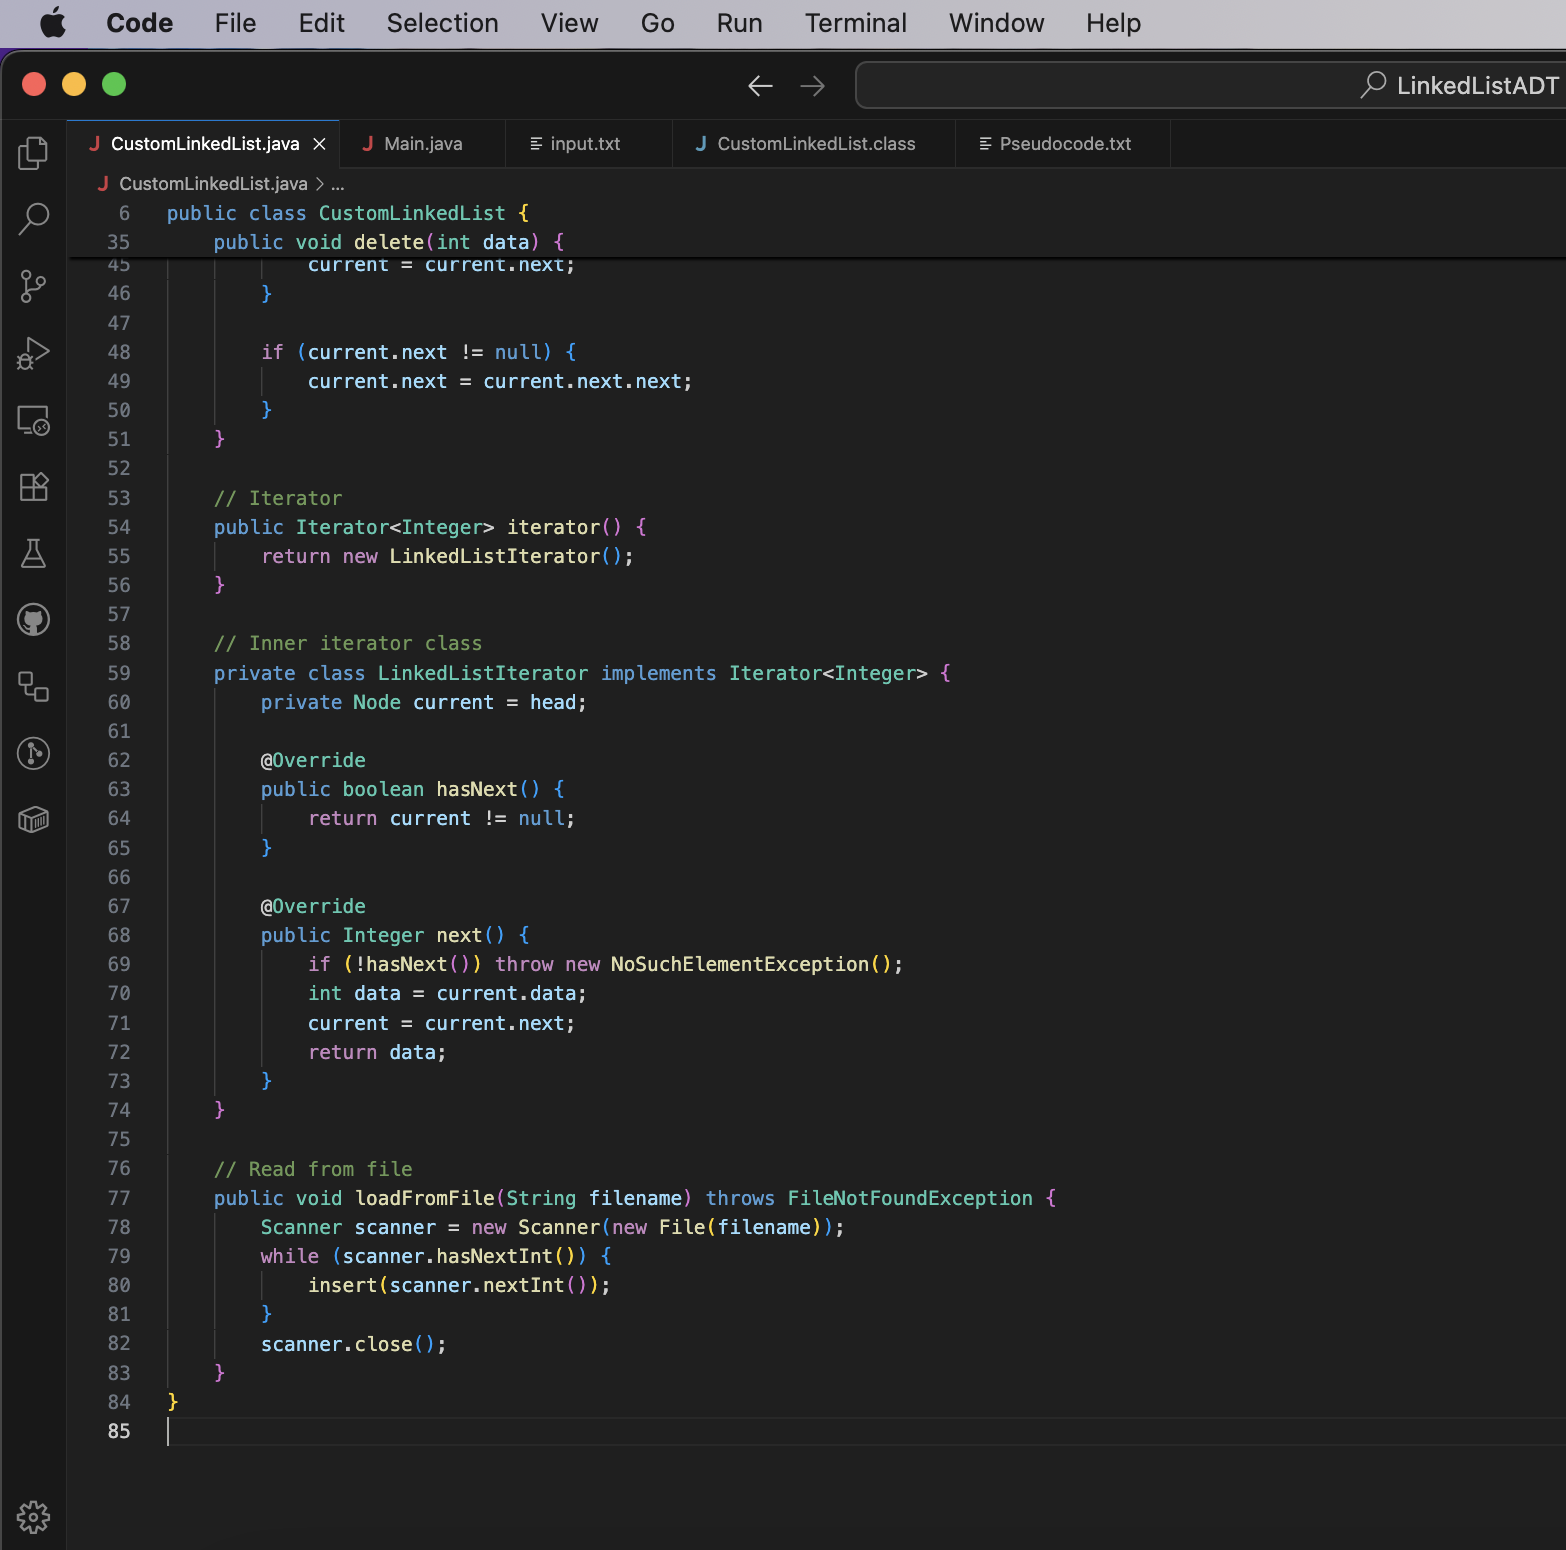 Code File Edit Selection View Go Run Terminal Window Help
LinkedListADT
CustomLinkedList.java Main.java input.txt CustomLinkedList.class Pseudocode.txt
CustomLinkedList.java > ...
6 public class CustomLinkedList {
35     public void delete(int data) {
45             current = current.next;
46         }
47
48         if (current.next != null) {
49             current.next = current.next.next;
50         }
51     }
52
53     // Iterator
54     public Iterator<Integer> iterator() {
55         return new LinkedListIterator();
56     }
57
58     // Inner iterator class
59     private class LinkedListIterator implements Iterator<Integer> {
60         private Node current = head;
61
62         @Override
63         public boolean hasNext() {
64             return current != null;
65         }
66
67         @Override
68         public Integer next() {
69             if (!hasNext()) throw new NoSuchElementException();
70             int data = current.data;
71             current = current.next;
72             return data;
73         }
74     }
75
76     // Read from file
77     public void loadFromFile(String filename) throws FileNotFoundException {
78         Scanner scanner = new Scanner(new File(filename));
79         while (scanner.hasNextInt()) {
80             insert(scanner.nextInt());
81         }
82         scanner.close();
83     }
84 }
85